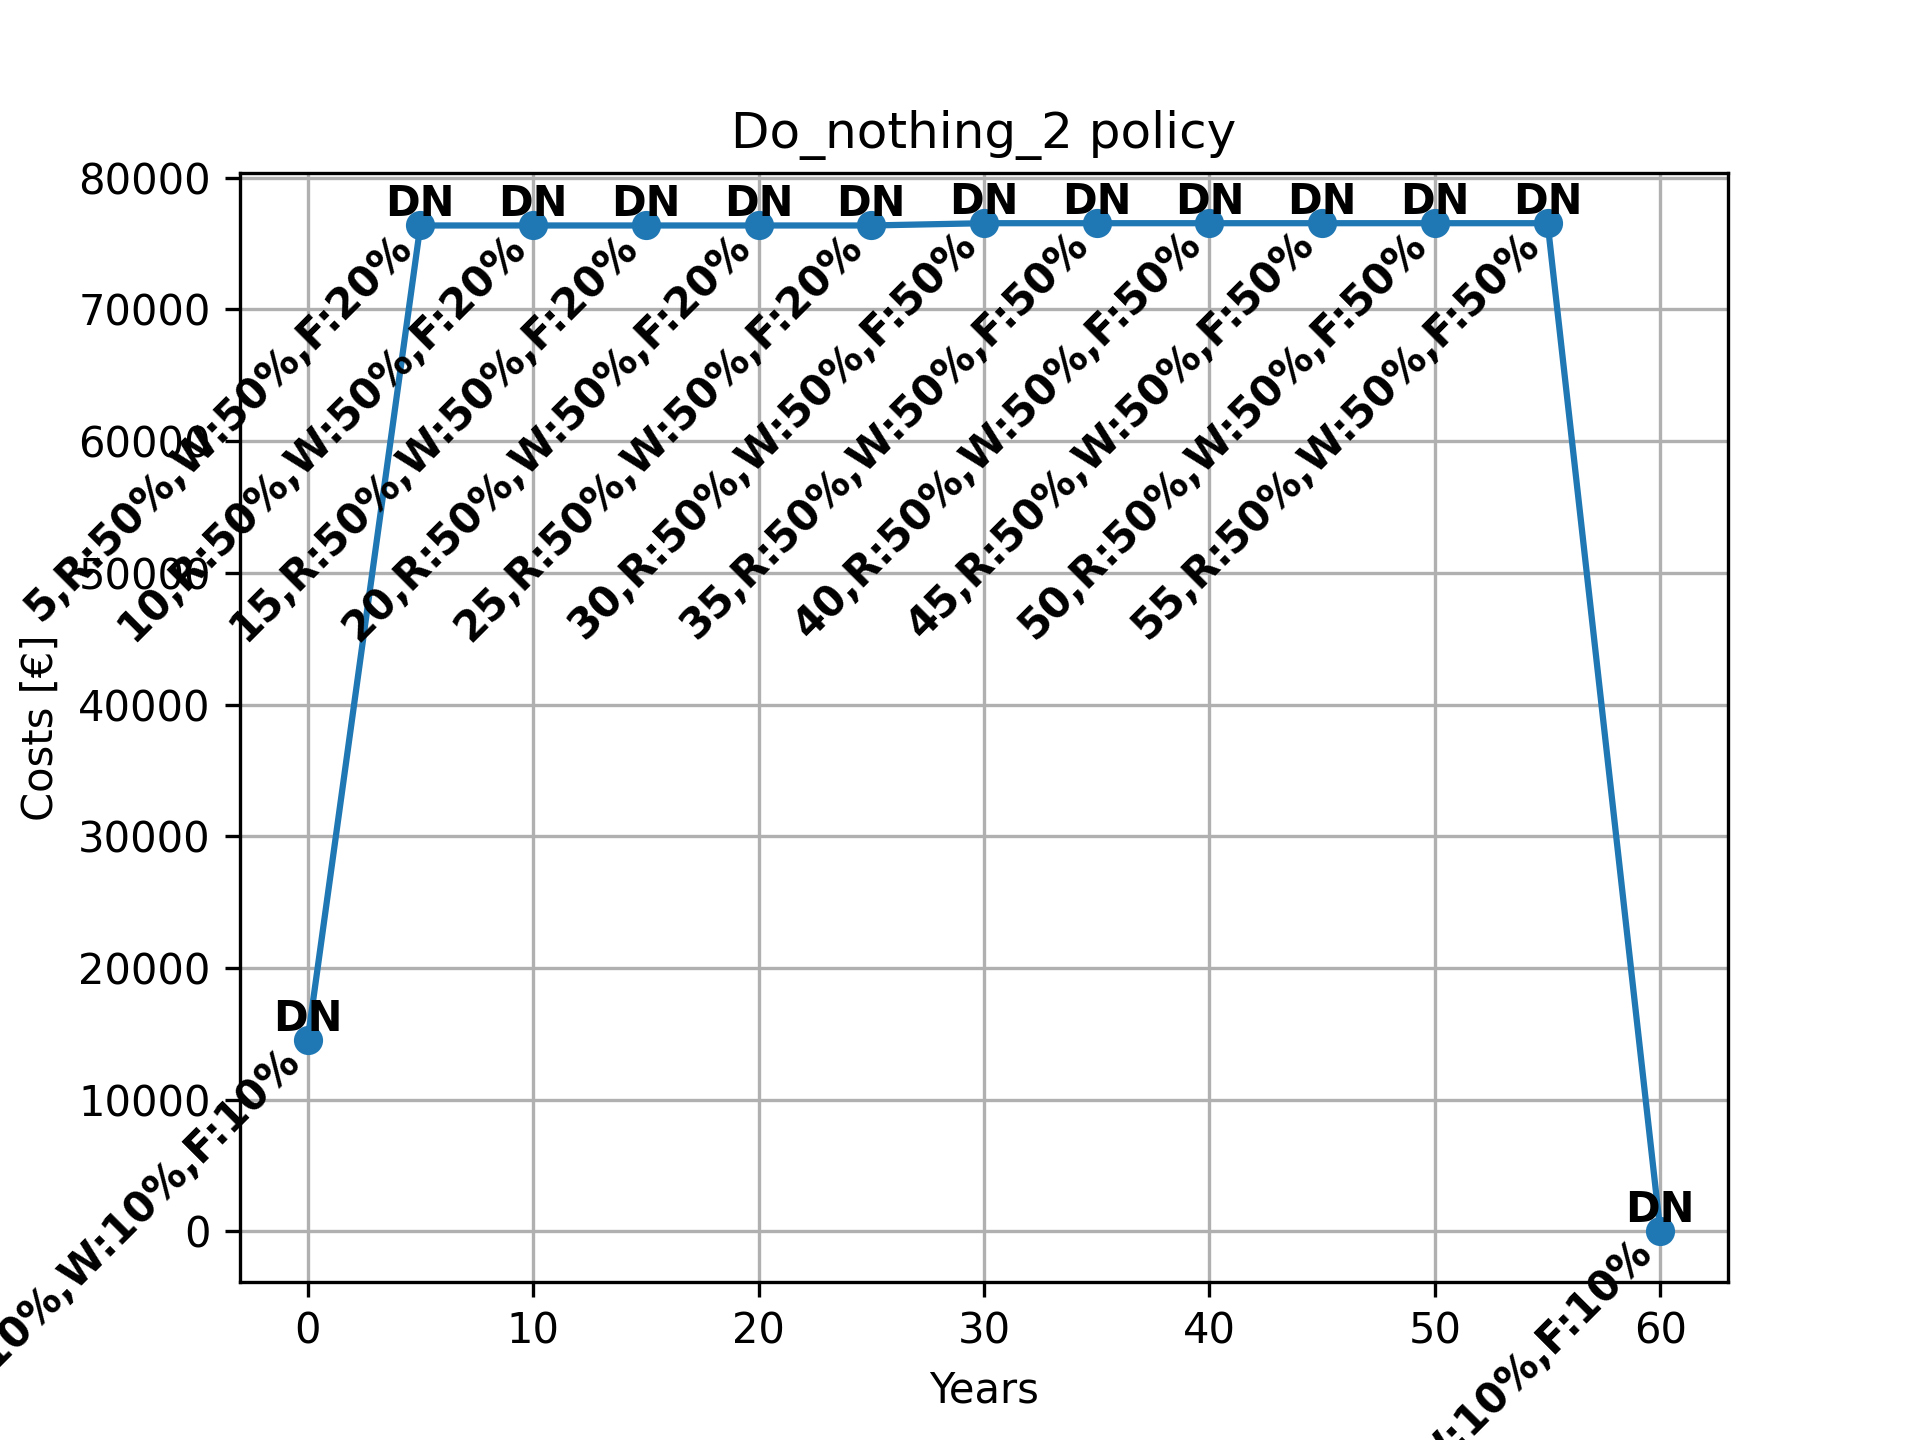 Do_nothing_2 policy
80000
70000
60000
50000
40000
30000
20000
10000
0
Costs [€]
DN
DN
DN
DN
DN
DN
DN
DN
DN
DN
DN
DN
DN
10%,W:10%,F:10%
5,R:50%,W:50%,F:20%
10,R:50%,W:50%,F:20%
15,R:50%,W:50%,F:20%
20,R:50%,W:50%,F:20%
25,R:50%,W:50%,F:20%
30,R:50%,W:50%,F:50%
35,R:50%,W:50%,F:50%
40,R:50%,W:50%,F:50%
45,R:50%,W:50%,F:50%
50,R:50%,W:50%,F:50%
55,R:50%,W:50%,F:50%
:10%,F:10%
0
10
20
30
40
50
60
Years